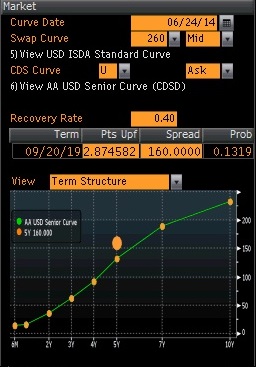 Market
Curve Date 06/24/14
Swap Curve 260 Mid
5) View USD ISDA Standard Curve
CDS Curve U Ask
6) View AA USD Senior Curve (CDSD)
Recovery Rate 0.40
Term Pts Upf Spread Prob
09/20/19 2.874582 160.0000 0.1319
View Term Structure
AA USD Senior Curve
5Y 160.000
200
150
100
50
0
6M 2Y 3Y 4Y 5Y 7Y 10Y